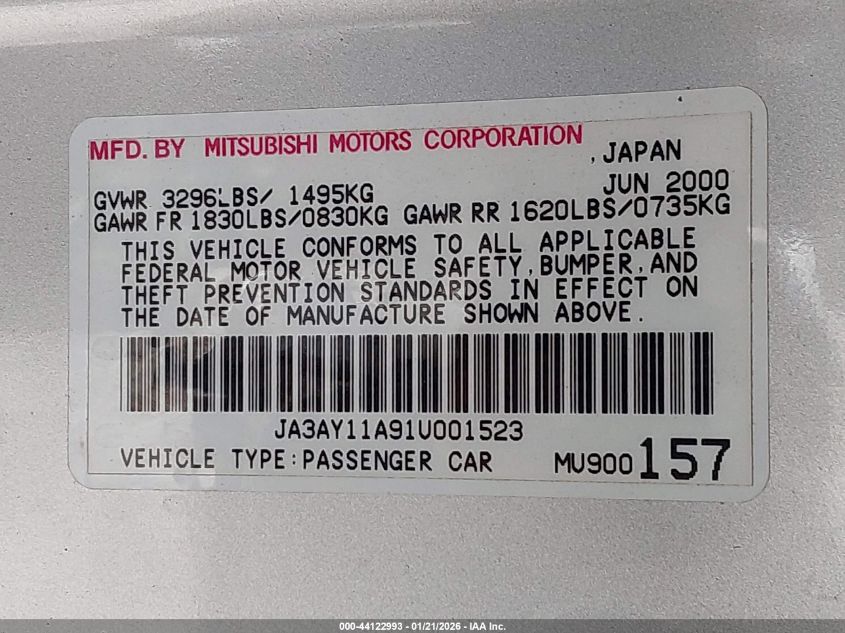 MFD. BY MITSUBISHI MOTORS CORPORATION
, JAPAN
GVWR 3296LBS/ 1495KG JUN 2000
GAWR FR 1830LBS/0830KG GAWR RR 1620LBS/0735KG
THIS VEHICLE CONFORMS TO ALL APPLICABLE
FEDERAL MOTOR VEHICLE SAFETY, BUMPER, AND
THEFT PREVENTION STANDARDS IN EFFECT ON
THE DATE OF MANUFACTURE SHOWN ABOVE.
JA3AY11A91U001523
VEHICLE TYPE:PASSENGER CAR MU900157
000-44122993 - 01/21/2026 - IAA Inc.